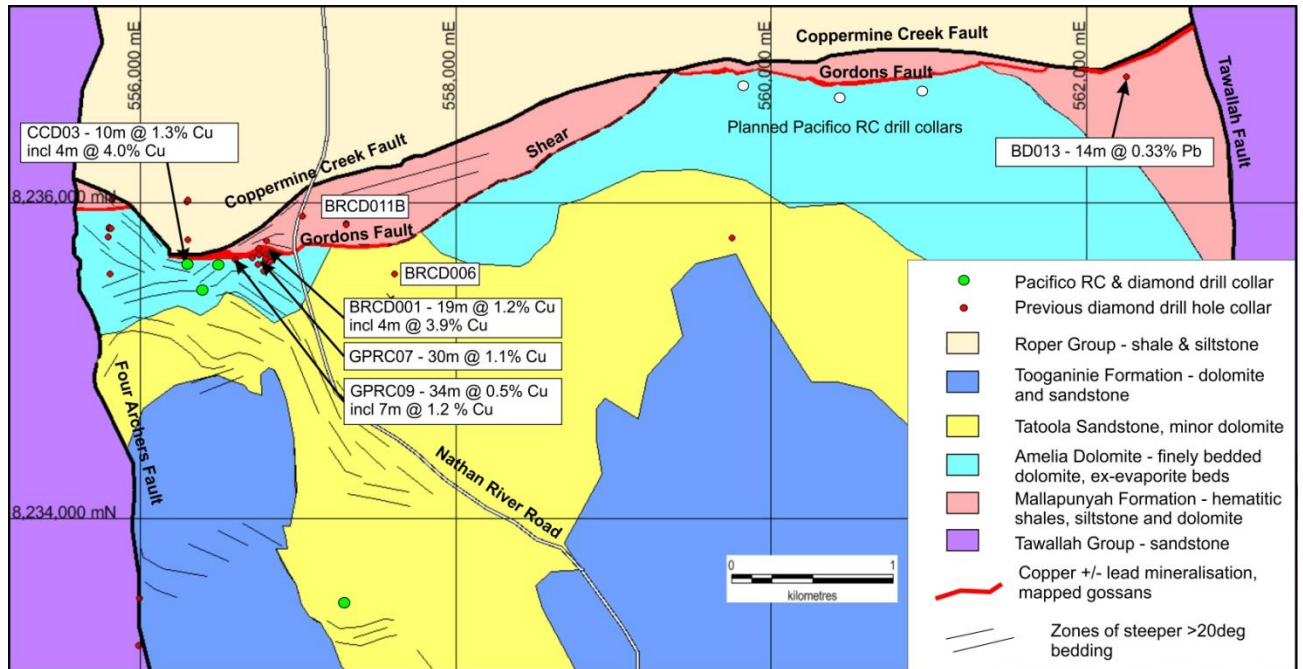 556,000 mE
558,000 mE
560,000 mE
562,000 mE
Coppermine Creek Fault
Gordons Fault
Tawallah Fault
CCD03 - 10m @ 1.3% Cu
incl 4m @ 4.0% Cu
Planned Pacifico RC drill collars
BD013 - 14m @ 0.33% Pb
Coppermine Creek Fault
Shear
8,236,000 mN
BRCD011B
Gordons Fault
BRCD006
BRCD001 - 19m @ 1.2% Cu
incl 4m @ 3.9% Cu
GPRC07 - 30m @ 1.1% Cu
GPRC09 - 34m @ 0.5% Cu
incl 7m @ 1.2 % Cu
Four Archers Fault
Nathan River Road
8,234,000 mN
0 1
kilometres
Pacifico RC & diamond drill collar
Previous diamond drill hole collar
Roper Group - shale & siltstone
Tooganinie Formation - dolomite
and sandstone
Tatoola Sandstone, minor dolomite
Amelia Dolomite - finely bedded
dolomite, ex-evaporite beds
Mallapunyah Formation - hematitic
shales, siltstone and dolomite
Tawallah Group - sandstone
Copper +/- lead mineralisation,
mapped gossans
Zones of steeper >20deg
bedding